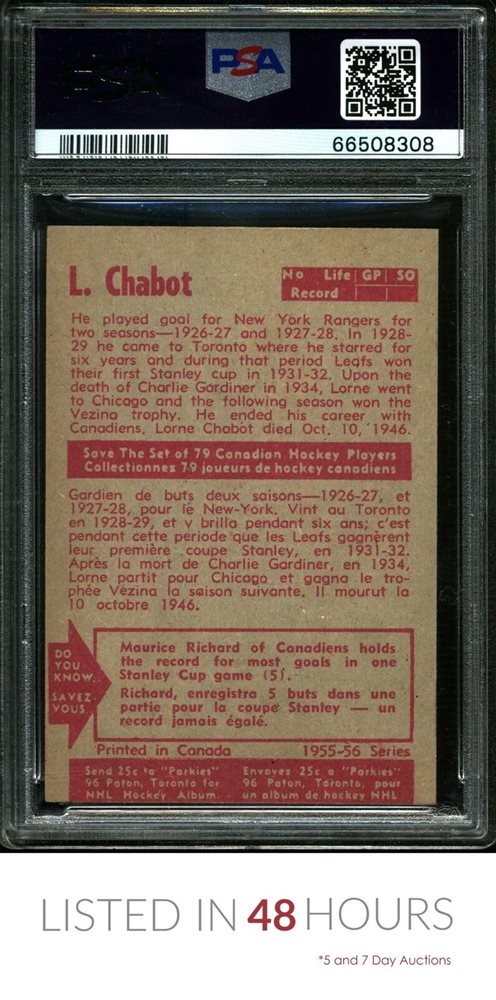 PSA
PSA
66508308
L. Chabot
No Life GP SO
Record
He played goal for New York Rangers for
two seasons—1926-27 and 1927-28. In 1928-
29 he came to Toronto where he starred for
six years and during that period Leafs won
their first Stanley cup in 1931-32. Upon the
death of Charlie Gardiner in 1934, Lorne went
to Chicago and the following season won the
Vezina trophy. He ended his career with
Canadiens, Lorne Chabot died Oct. 10, 1946.
Save The Set of 79 Canadian Hockey Players
Collectionnez 79 joueurs de hockey canadiens
Gardien de buts deux saisons—1926-27, et
1927-28, pour le New-York. Vint au Toronto
en 1928-29, et v brilla pendant six ans; c'est
pendant cette periode que les Leafs gagnèrent
leur première coupe Stanley, en 1931-32.
Après la mort de Charlie Gardiner, en 1934,
Lorne partit pour Chicago et gagna le tro-
phée Vézina la saison suivante. Il mourut la
10 octobre 1946.
DO
YOU
KNOW...
SAVEZ-
VOUS
Maurice Richard of Canadiens holds
the record for most goals in one
Stanley Cup game (5).
Richard, enregistra 5 buts dans une
partie pour la coupe Stanley — un
record jamais égalé.
Printed in Canada 1955-56 Series
Send 25c to "Parkies"
96 Paton, Toronto for
NHL Hockey Album.
Envoyez 25c a "Parkies"
96 Paton, Toronto, pour
un album de hockey NHL
LISTED IN 48 HOURS
*5 and 7 Day Auctions